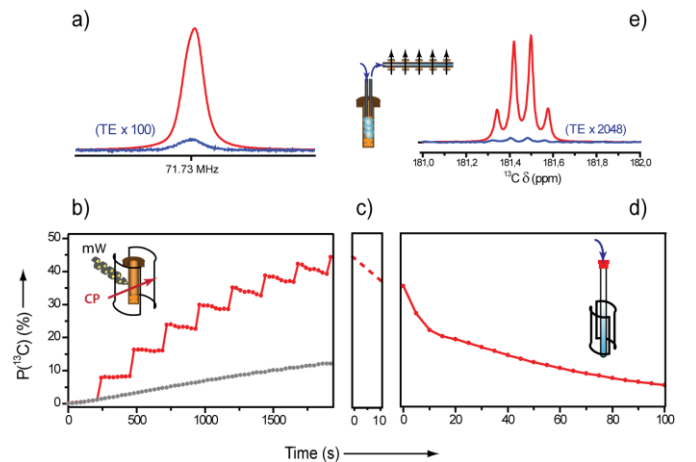 a)
(TE x 100)
71.73 MHz
e)
(TE x 2048)
181,0 181,2 181,4 181,6 181,8 182,0
¹³C δ (ppm)
b)
mW
CP
50
40
30
20
10
0
0 500 1000 1500
P(¹³C) (%)
c)
0 10
d)
0 20 40 60 80 100
Time (s)